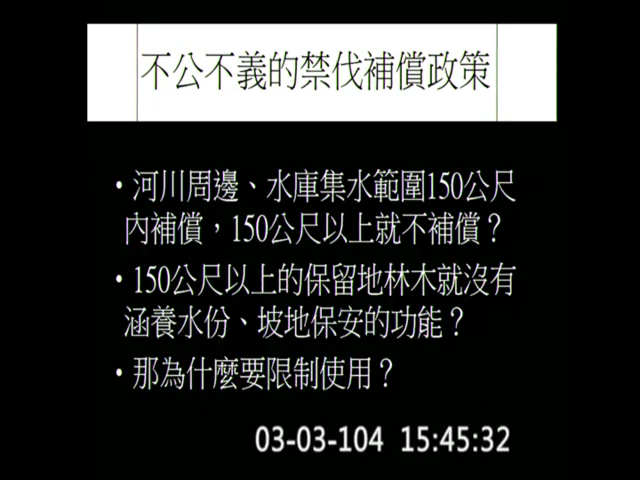 不公不義的禁伐補償政策
•河川周邊、水庫集水範圍150公尺
內補償，150公尺以上就不補償？
•150公尺以上的保留地林木就沒有
涵養水份、坡地保安的功能？
•那為什麼要限制使用？
03-03-104 15:45:32